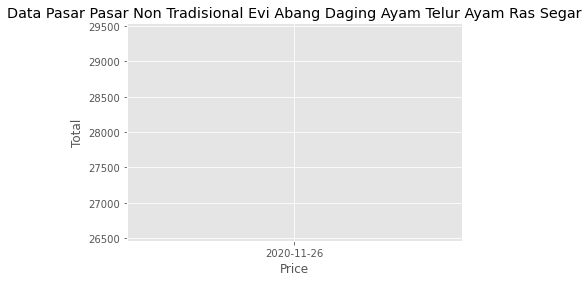 Data Pasar Pasar Non Tradisional Evi Abang Daging Ayam Telur Ayam Ras Segar
29500
29000
28500
28000
27500
27000
26500
Total
2020-11-26
Price